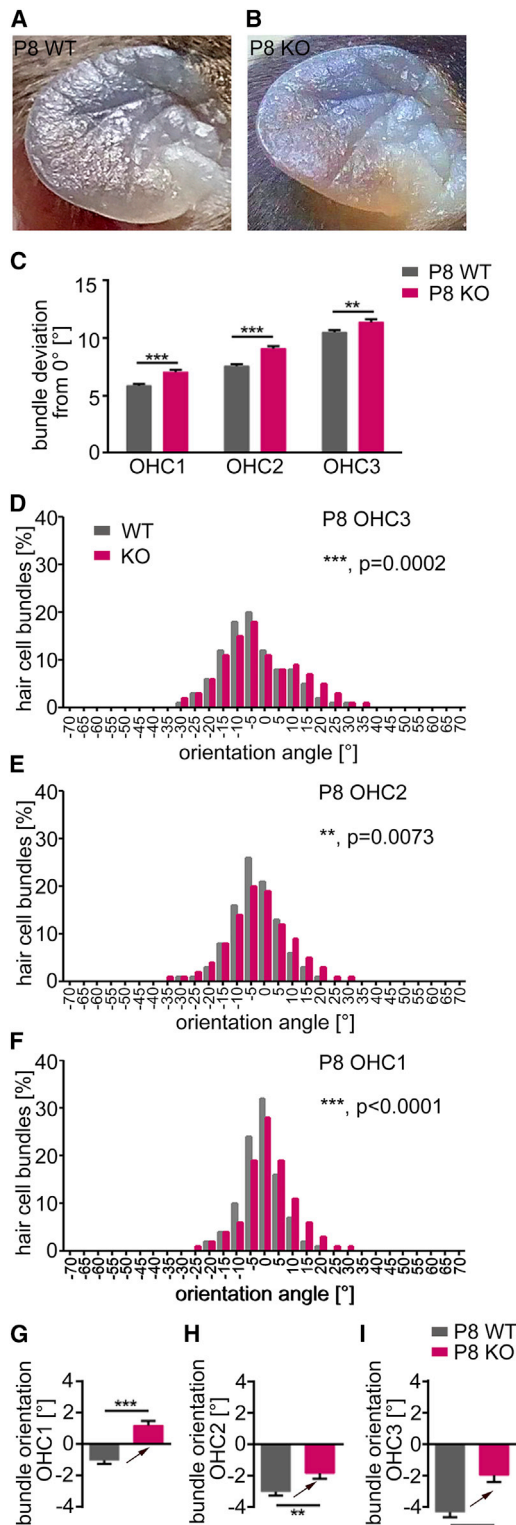 A
P8 WT
B
P8 KO
C
15
10
5
0
bundle deviation
from 0° [°]
P8 WT
P8 KO
***
***
**
OHC1 OHC2 OHC3
D
40
30
20
10
0
hair cell bundles [%]
WT
KO
P8 OHC3
***, p=0.0002
-70 -65 -60 -55 -50 -45 -40 -35 -30 -25 -20 -15 -10 -5 0 5 10 15 20 25 30 35 40 45 50 55 60 65 70
orientation angle [°]
E
40
30
20
10
0
hair cell bundles [%]
P8 OHC2
**, p=0.0073
-70 -65 -60 -55 -50 -45 -40 -35 -30 -25 -20 -15 -10 -5 0 5 10 15 20 25 30 35 40 45 50 55 60 65 70
orientation angle [°]
F
40
30
20
10
0
hair cell bundles [%]
P8 OHC1
***, p<0.0001
-70 -65 -60 -55 -50 -45 -40 -35 -30 -25 -20 -15 -10 -5 0 5 10 15 20 25 30 35 40 45 50 55 60 65 70
orientation angle [°]
G
4
2
0
-2
-4
bundle orientation
OHC1 [°]
***
H
4
2
0
-2
-4
bundle orientation
OHC2 [°]
**
I
P8 WT
P8 KO
4
2
0
-2
-4
bundle orientation
OHC3 [°]